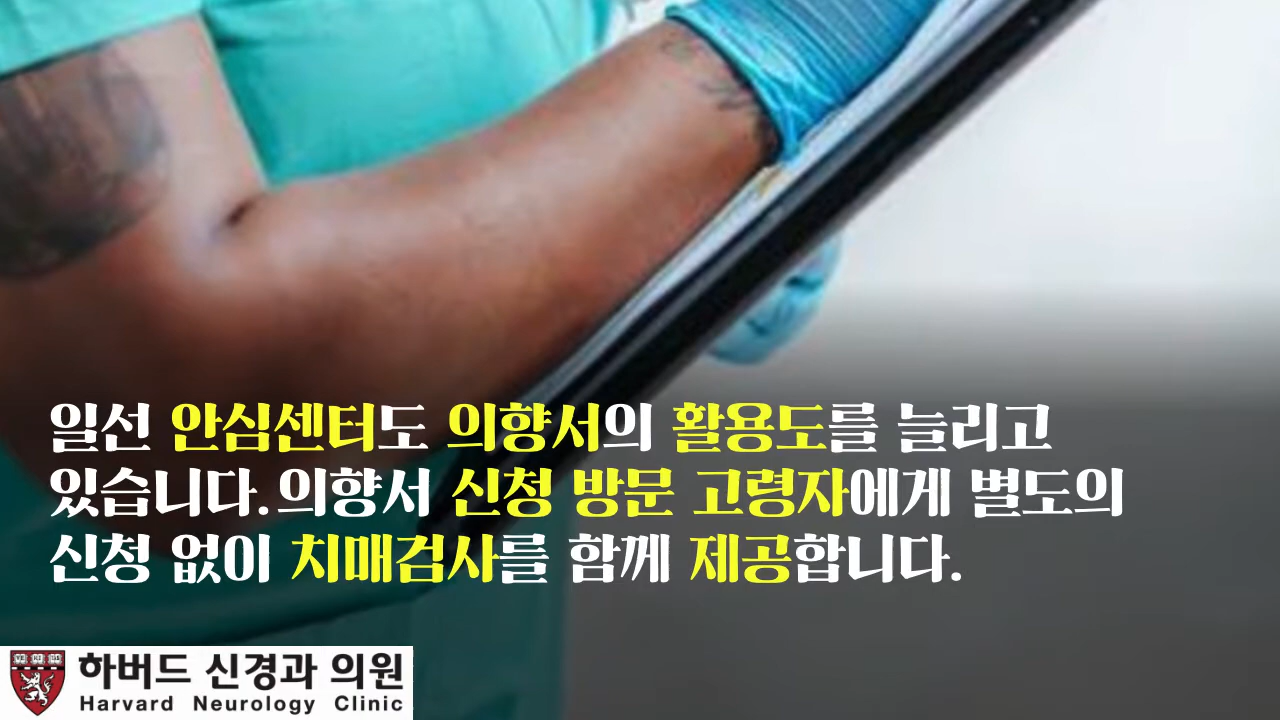 일선 안심센터도 의향서의 활용도를 늘리고
있습니다.의향서 신청 방문 고령자에게 별도의
신청 없이 치매검사를 함께 제공합니다.
하버드 신경과 의원
Harvard Neurology Clinic